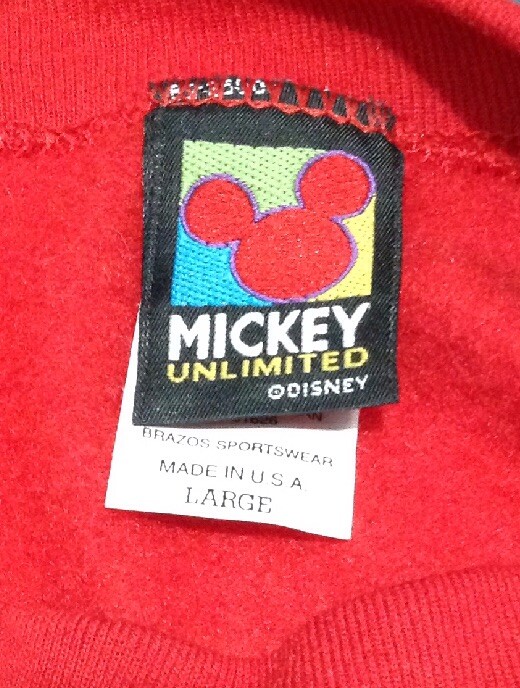 MICKEY
UNLIMITED
©DISNEY
BRAZOS SPORTSWEAR
MADE IN U S A
LARGE